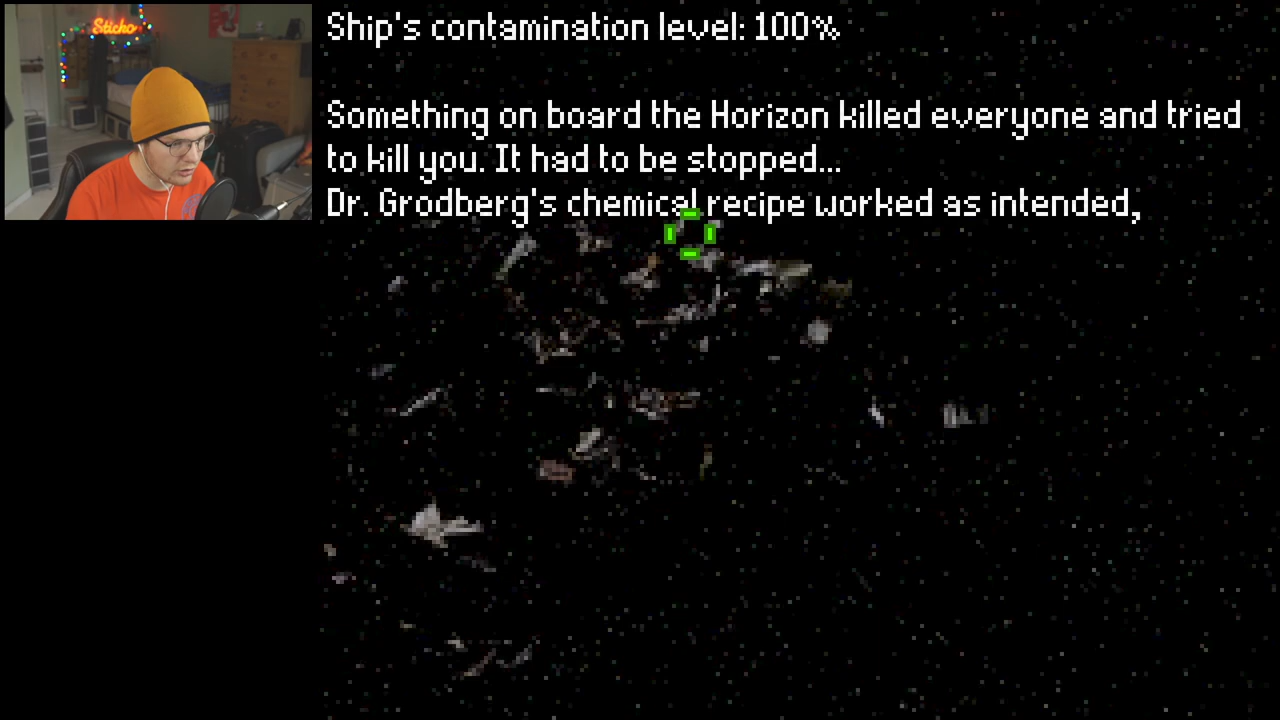 Sticho
Ship's contamination level: 100%
Something on board the Horizon killed everyone and tried
to kill you. It had to be stopped...
Dr. Grodberg's chemical recipe worked as intended,